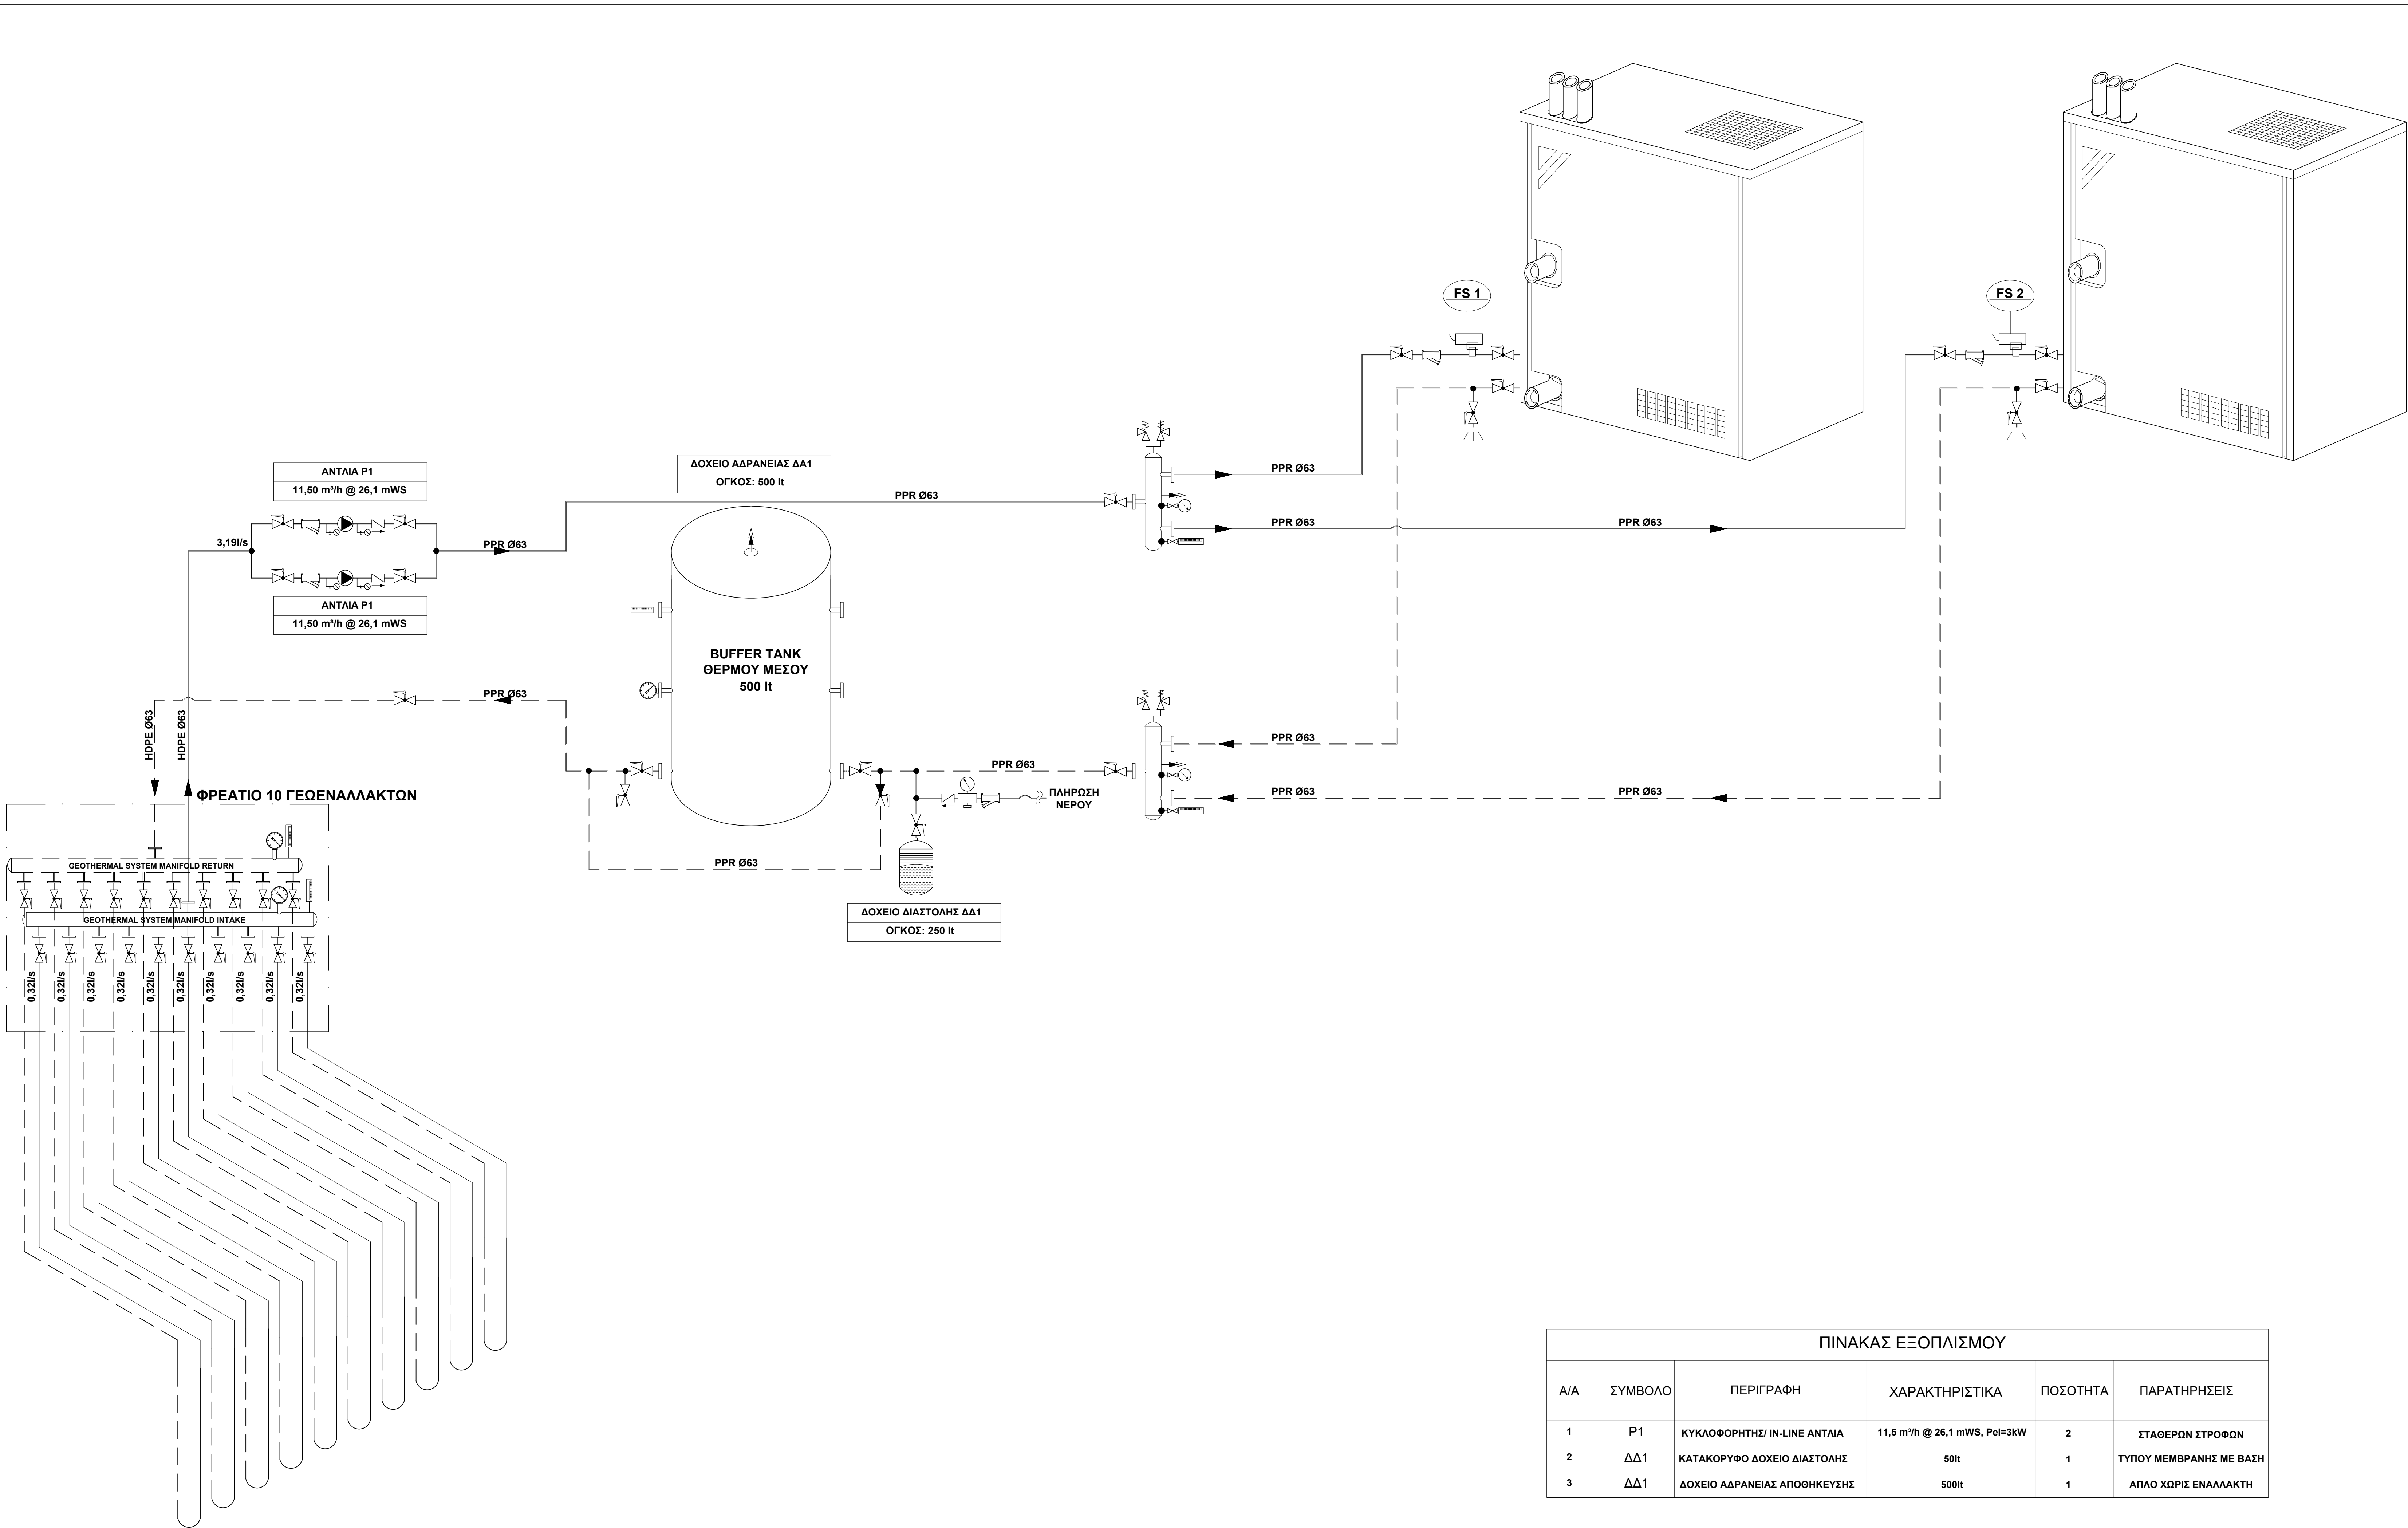 FS 1
FS 2
ΑΝΤΛΙΑ P1
11,50 m³/h @ 26,1 mWS
ΔΟΧΕΙΟ ΑΔΡΑΝΕΙΑΣ ΔΑ1
ΟΓΚΟΣ: 500 lt
PPR Ø63
PPR Ø63
PPR Ø63
PPR Ø63
3,19l/s
PPR Ø63
ΑΝΤΛΙΑ P1
11,50 m³/h @ 26,1 mWS
BUFFER TANK
ΘΕΡΜΟΥ ΜΕΣΟΥ
500 lt
PPR Ø63
HDPE Ø63
HDPE Ø63
PPR Ø63
PPR Ø63
PPR Ø63
PPR Ø63
ΠΛΗΡΩΣΗ
ΝΕΡΟΥ
ΦΡΕΑΤΙΟ 10 ΓΕΩΕΝΑΛΛΑΚΤΩΝ
PPR Ø63
GEOTHERMAL SYSTEM MANIFOLD RETURN
GEOTHERMAL SYSTEM MANIFOLD INTAKE
ΔΟΧΕΙΟ ΔΙΑΣΤΟΛΗΣ ΔΔ1
ΟΓΚΟΣ: 250 lt
0,32l/s
0,32l/s
0,32l/s
0,32l/s
0,32l/s
0,32l/s
0,32l/s
0,32l/s
0,32l/s
0,32l/s
ΠΙΝΑΚΑΣ ΕΞΟΠΛΙΣΜΟΥ
Α/Α ΣΥΜΒΟΛΟ ΠΕΡΙΓΡΑΦΗ ΧΑΡΑΚΤΗΡΙΣΤΙΚΑ ΠΟΣΟΤΗΤΑ ΠΑΡΑΤΗΡΗΣΕΙΣ
1 P1 ΚΥΚΛΟΦΟΡΗΤΗΣ/ IN-LINE ΑΝΤΛΙΑ 11,5 m³/h @ 26,1 mWS, Pel=3kW 2 ΣΤΑΘΕΡΩΝ ΣΤΡΟΦΩΝ
2 ΔΔ1 ΚΑΤΑΚΟΡΥΦΟ ΔΟΧΕΙΟ ΔΙΑΣΤΟΛΗΣ 50lt 1 ΤΥΠΟΥ ΜΕΜΒΡΑΝΗΣ ΜΕ ΒΑΣΗ
3 ΔΔ1 ΔΟΧΕΙΟ ΑΔΡΑΝΕΙΑΣ ΑΠΟΘΗΚΕΥΣΗΣ 500lt 1 ΑΠΛΟ ΧΩΡΙΣ ΕΝΑΛΛΑΚΤΗ